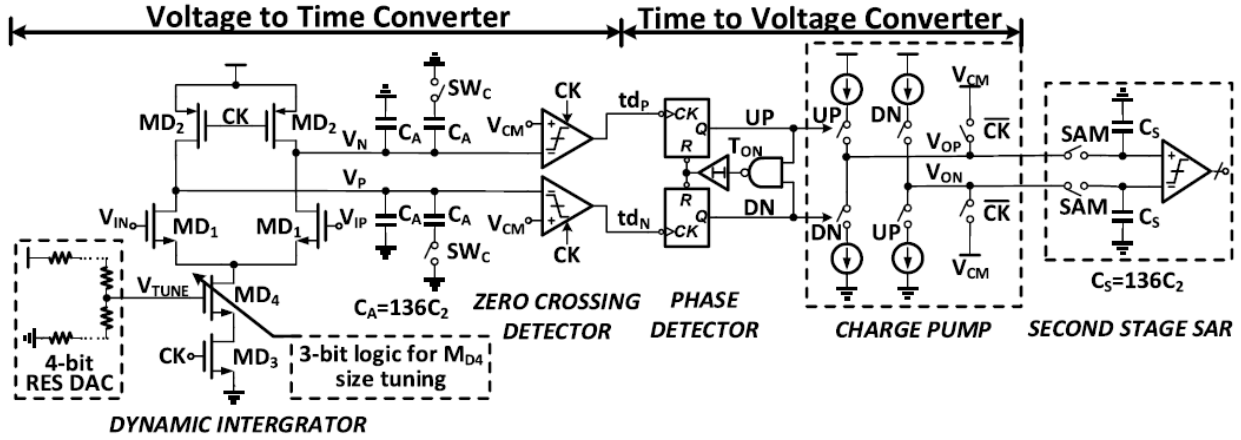 Voltage to Time Converter
Time to Voltage Converter
MD2 CK MD2
VN
CA
SWC
CA
VCM
CK
tdP
CK
Q
R
UP
TON
UP
DN
VCM
CK
VOP
SAM
CS
VP
CA
CA
SWC
VCM
CK
tdN
R
Q
CK
DN
DN
UP
VON
CK
VCM
SAM
CS
VIN
MD1
MD1
VIP
VTUNE
MD4
CK
MD3
4-bit
RES DAC
3-bit logic for MD4
size tuning
CA=136C2
CS=136C2
ZERO CROSSING
DETECTOR
PHASE
DETECTOR
CHARGE PUMP
SECOND STAGE SAR
DYNAMIC INTERGRATOR